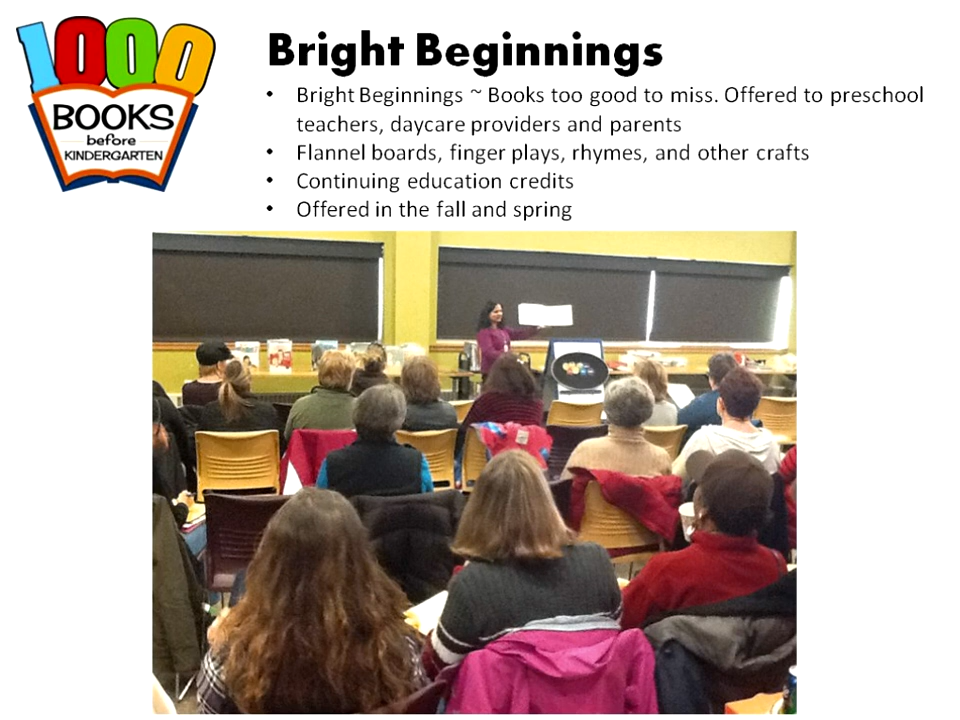 1000
BOOKS
before
KINDERGARTEN
Bright Beginnings
• Bright Beginnings ~ Books too good to miss. Offered to preschool
teachers, daycare providers and parents
• Flannel boards, finger plays, rhymes, and other crafts
• Continuing education credits
• Offered in the fall and spring